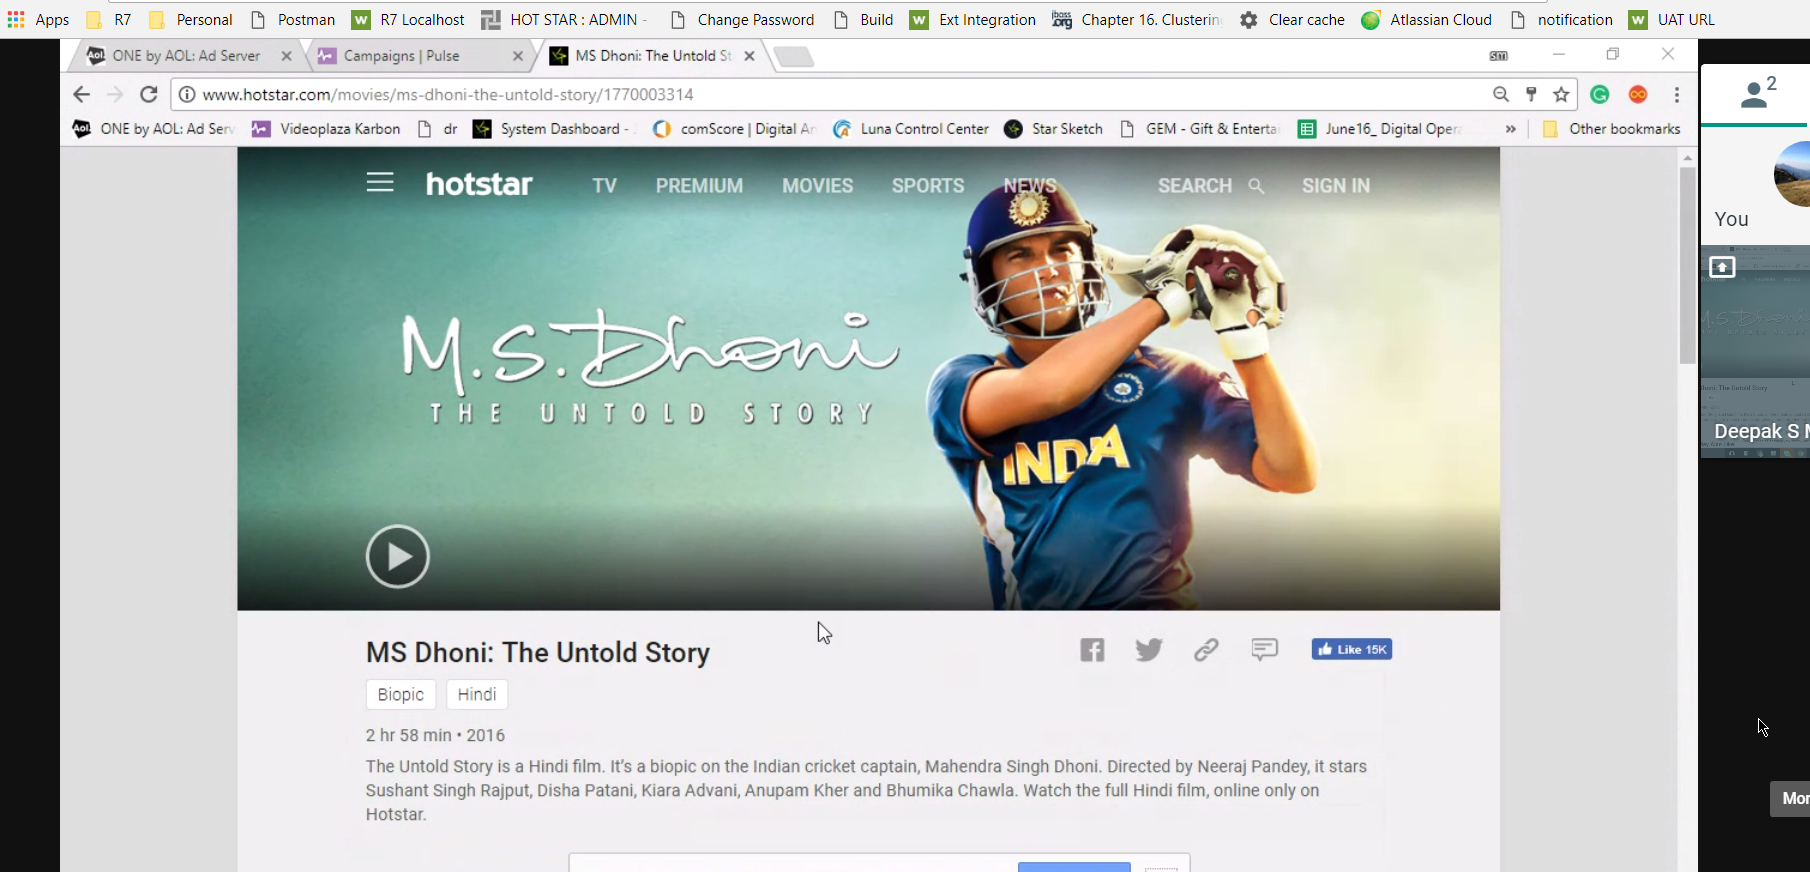 Apps R7 Personal Postman R7 Localhost HOT STAR : ADMIN - Change Password Build Ext Integration Chapter 16. Clustering Clear cache Atlassian Cloud notification UAT URL
ONE by AOL: Ad Server Campaigns | Pulse MS Dhoni: The Untold St
www.hotstar.com/movies/ms-dhoni-the-untold-story/1770003314
ONE by AOL: Ad Serv Videoplaza Karbon dr System Dashboard - comScore | Digital An Luna Control Center Star Sketch GEM - Gift & Enterta June16_ Digital Oper » Other bookmarks
2
hotstar TV PREMIUM MOVIES SPORTS NEWS SEARCH SIGN IN
You
M.S.Dhoni
THE UNTOLD STORY
INDA
Deepak S M
MS Dhoni: The Untold Story
Like 15K
Biopic Hindi
2 hr 58 min • 2016
The Untold Story is a Hindi film. It's a biopic on the Indian cricket captain, Mahendra Singh Dhoni. Directed by Neeraj Pandey, it stars
Sushant Singh Rajput, Disha Patani, Kiara Advani, Anupam Kher and Bhumika Chawla. Watch the full Hindi film, online only on
Hotstar.
Mor